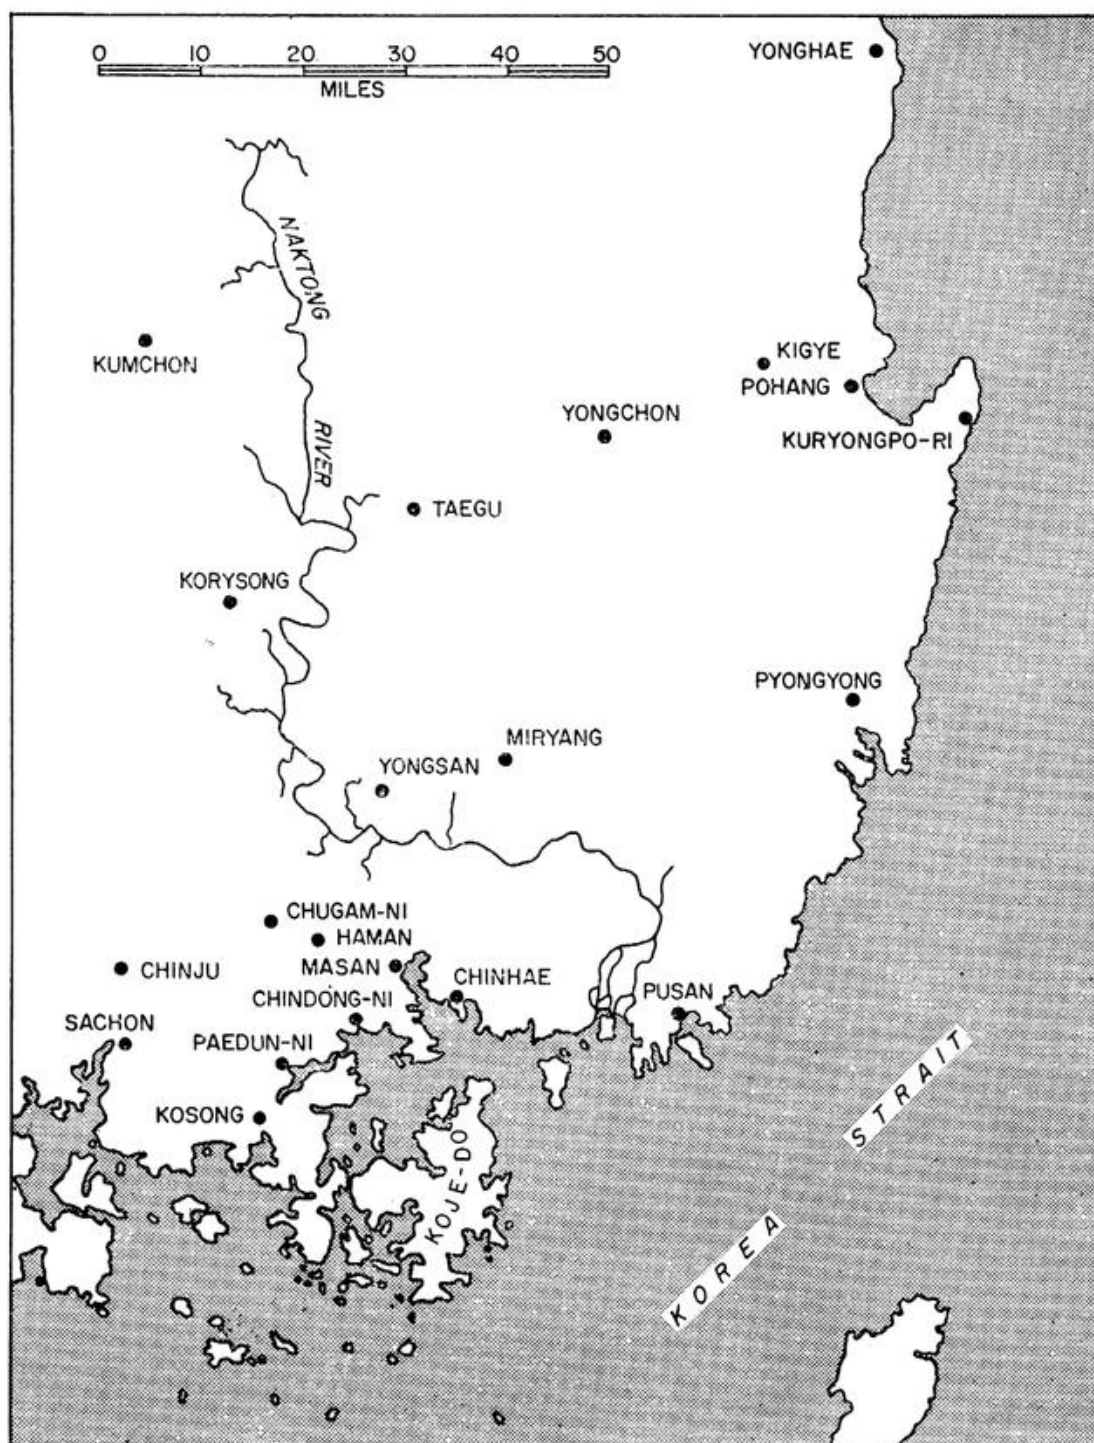 0 10 20 30 40 50
MILES
YONGHAE
NAKTONG
RIVER
KUMCHON
KIGYE
POHANG
YONGCHON
KURYONGPO-RI
TAEGU
KORYSONG
PYONGYONG
MIRYANG
YONGSAN
CHUGAM-NI
HAMAN
MASAN
CHINJU
CHINHAE
CHINDONG-NI
PUSAN
SACHON
PAEDUN-NI
KOSONG
KOJE-DO
KOREA STRAIT